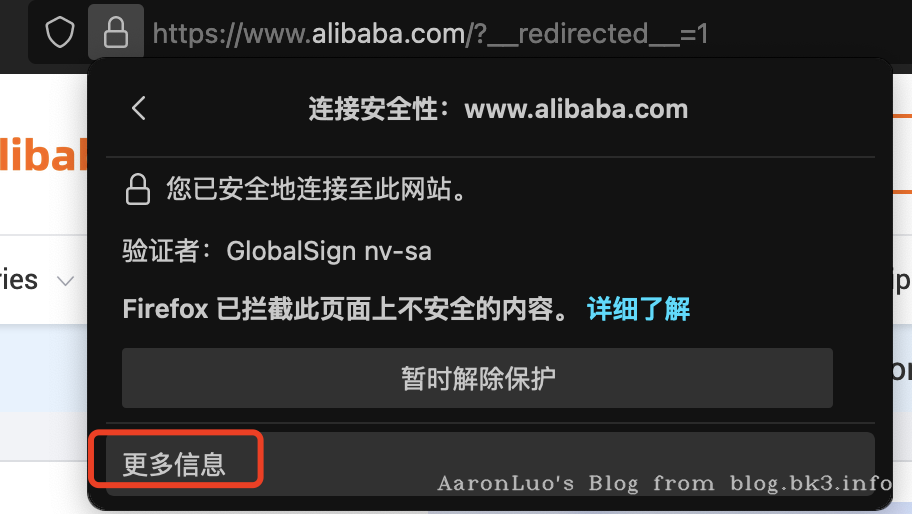 https://www.alibaba.com/?__redirected__=1
连接安全性：www.alibaba.com
libab
您已安全地连接至此网站。
验证者：GlobalSign nv-sa
ries
ip
Firefox 已拦截此页面上不安全的内容。 详细了解
暂时解除保护
or
更多信息
AaronLuo's Blog from blog.bk3.info